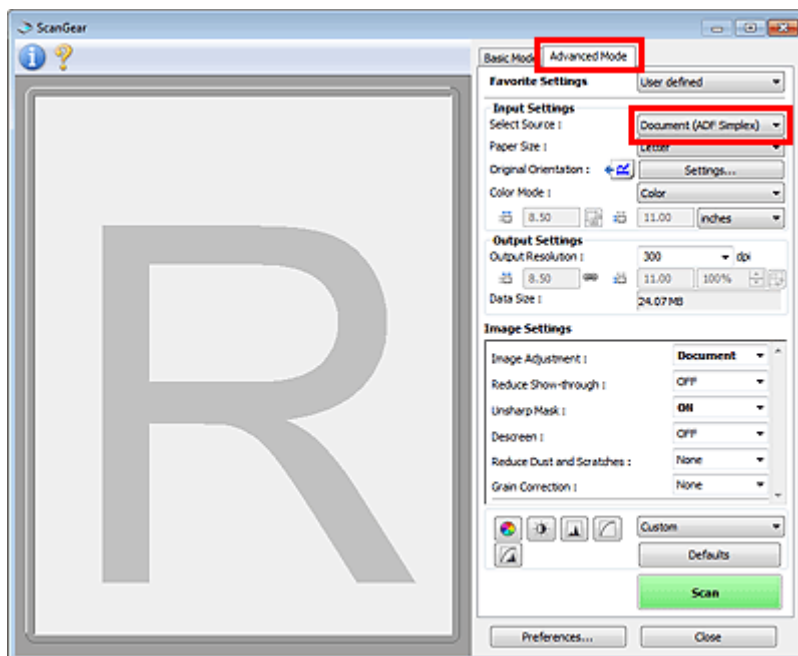 ScanGear
Basic Mode Advanced Mode
Favorite Settings User defined
Input Settings
Select Source : Document (ADF Simplex)
Paper Size : Letter
Original Orientation : Settings...
Color Mode : Color
8.50 11.00 inches
Output Settings
Output Resolution : 300 dpi
8.50 11.00 100%
Data Size : 24.07MB
Image Settings
Image Adjustment : Document
Reduce Show-through : OFF
Unsharp Mask : ON
Descreen : OFF
Reduce Dust and Scratches : None
Grain Correction : None
Custom
Defaults
Scan
Preferences... Close
R